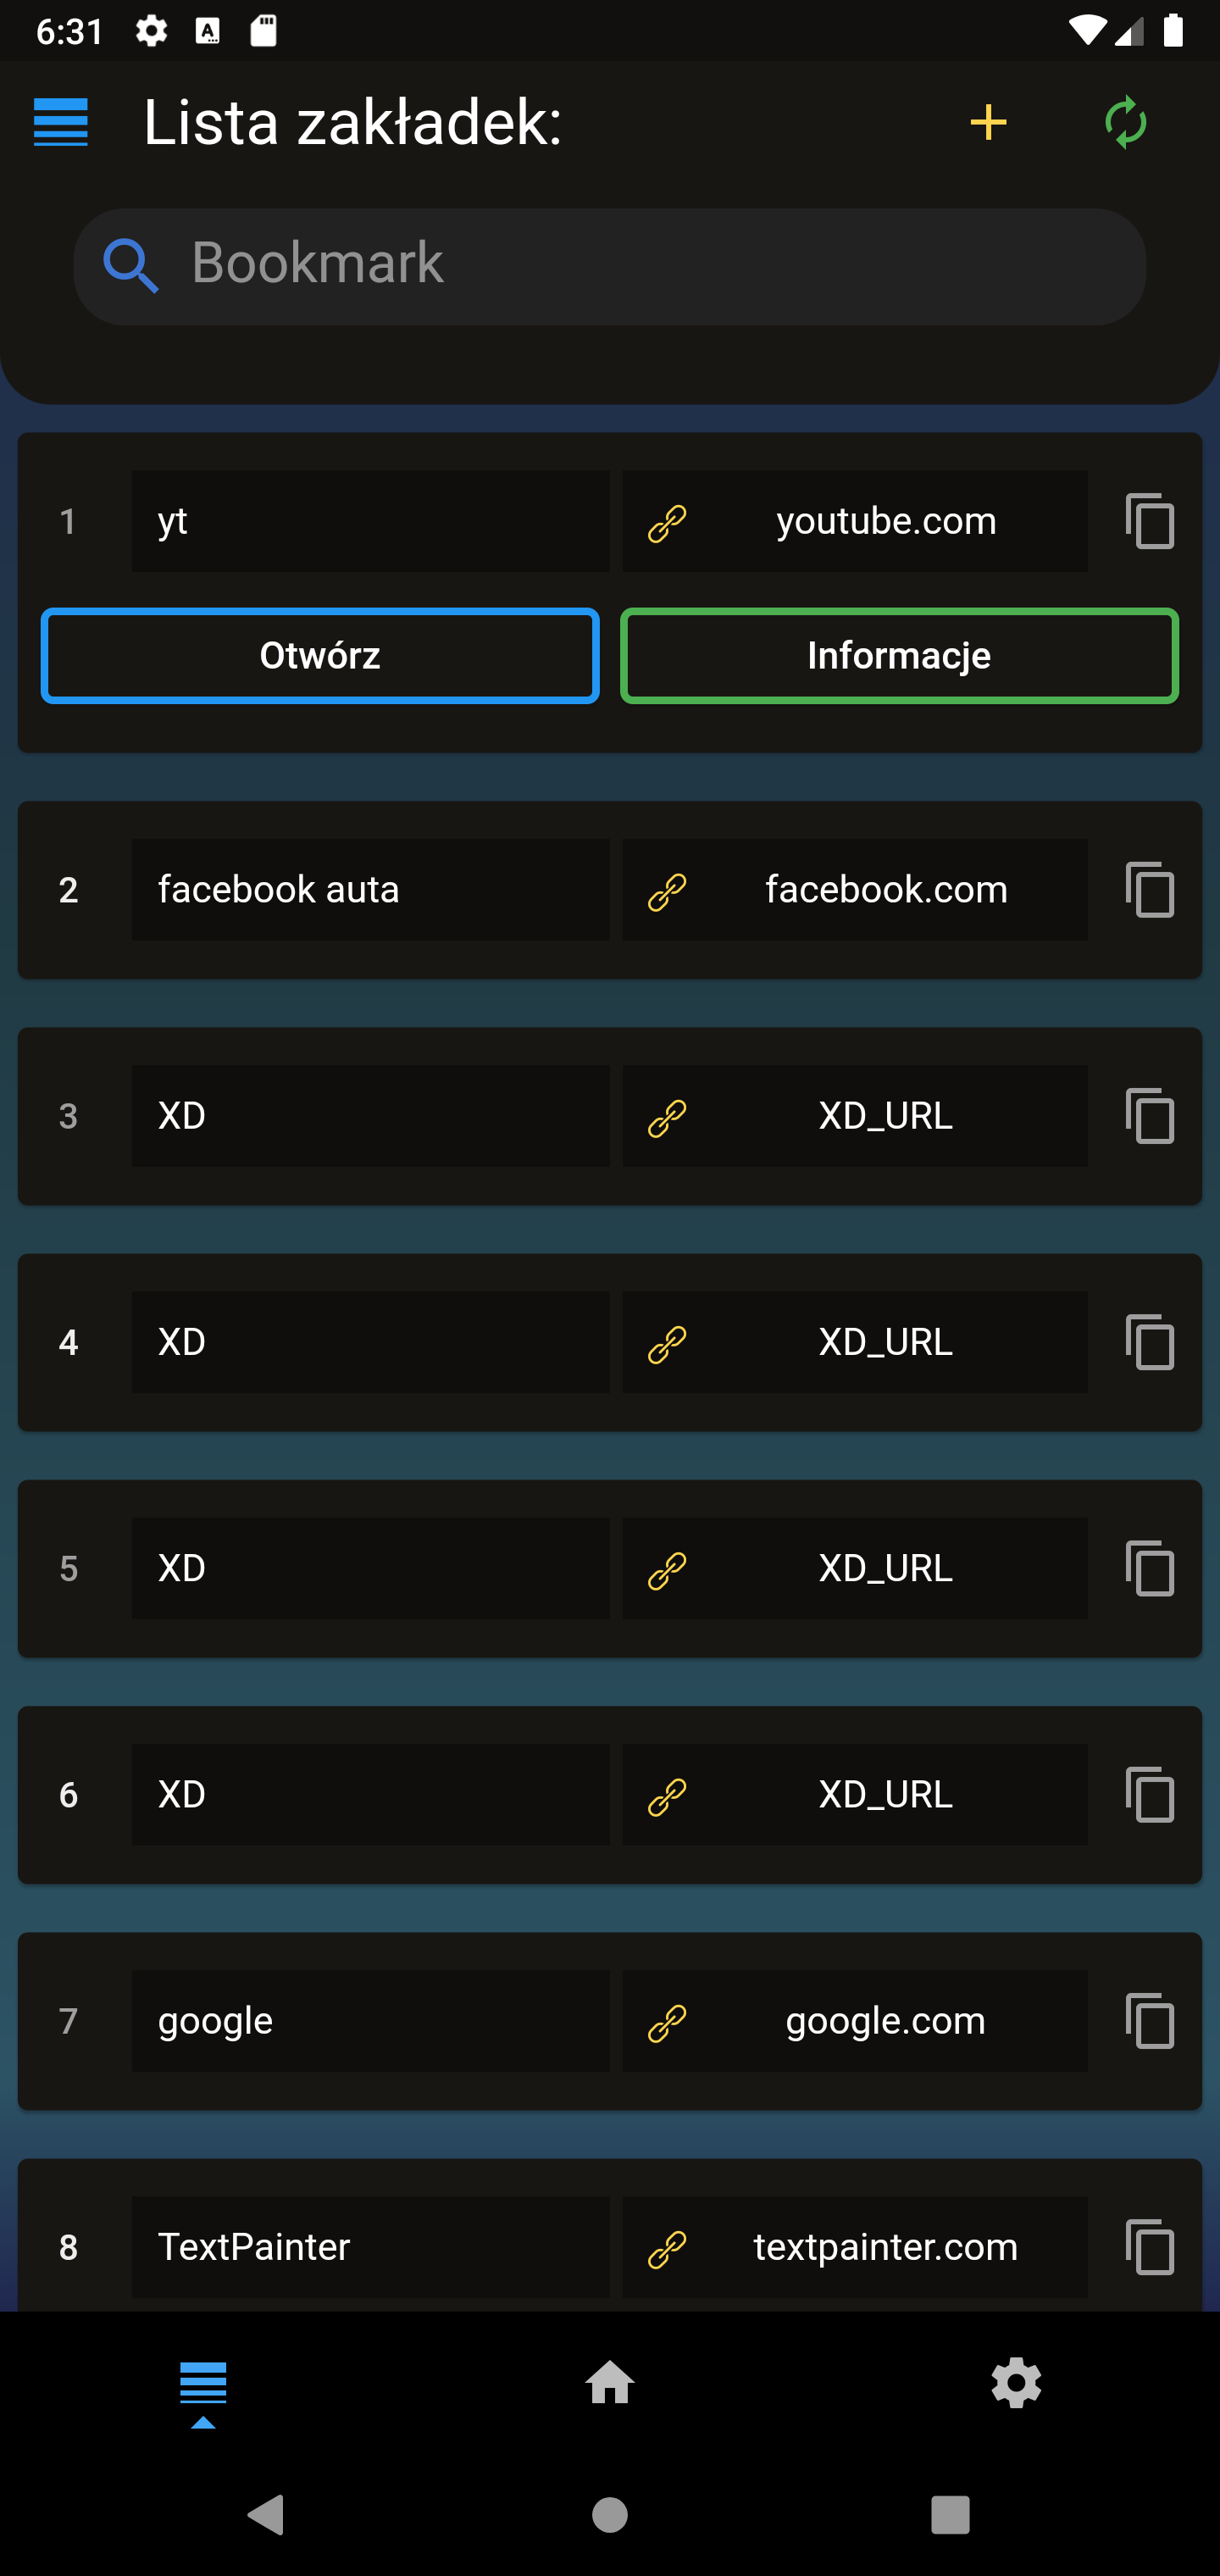 6:31
Lista zakładek:
Bookmark
1 yt youtube.com
Otwórz Informacje
2 facebook auta facebook.com
3 XD XD_URL
4 XD XD_URL
5 XD XD_URL
6 XD XD_URL
7 google google.com
8 TextPainter textpainter.com